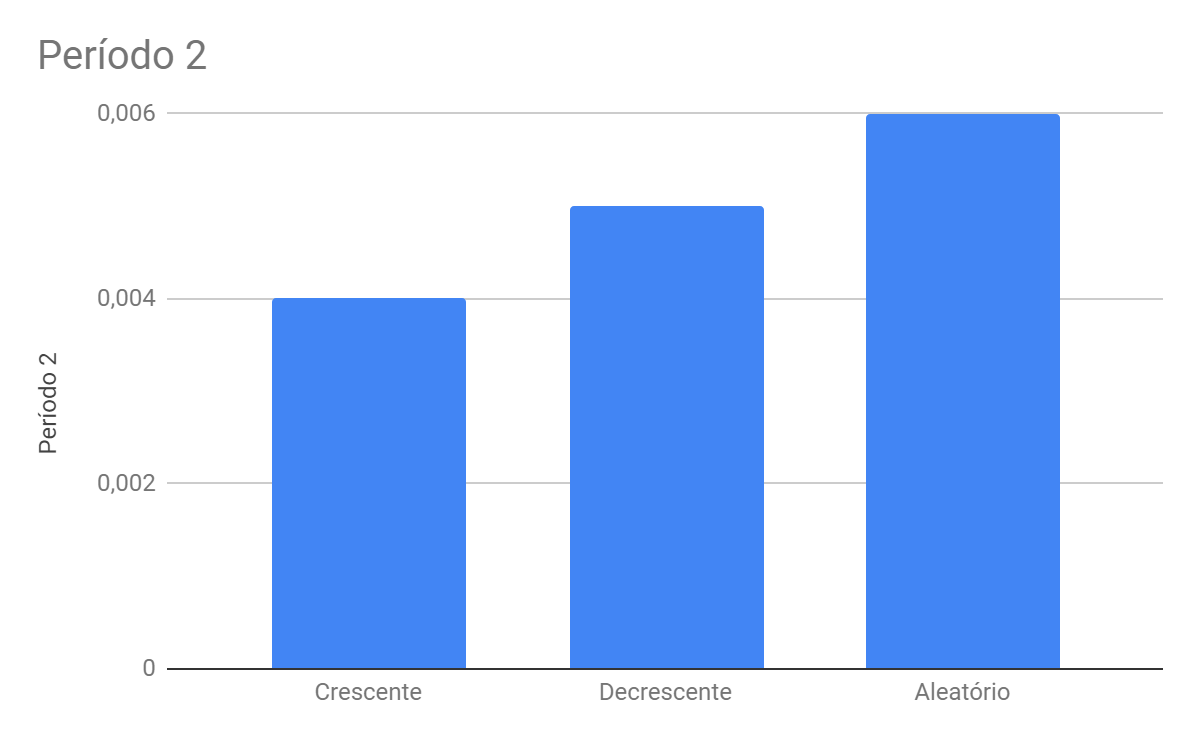 Período 2
0,006
0,004
0,002
0
Período 2
Crescente
Decrescente
Aleatório